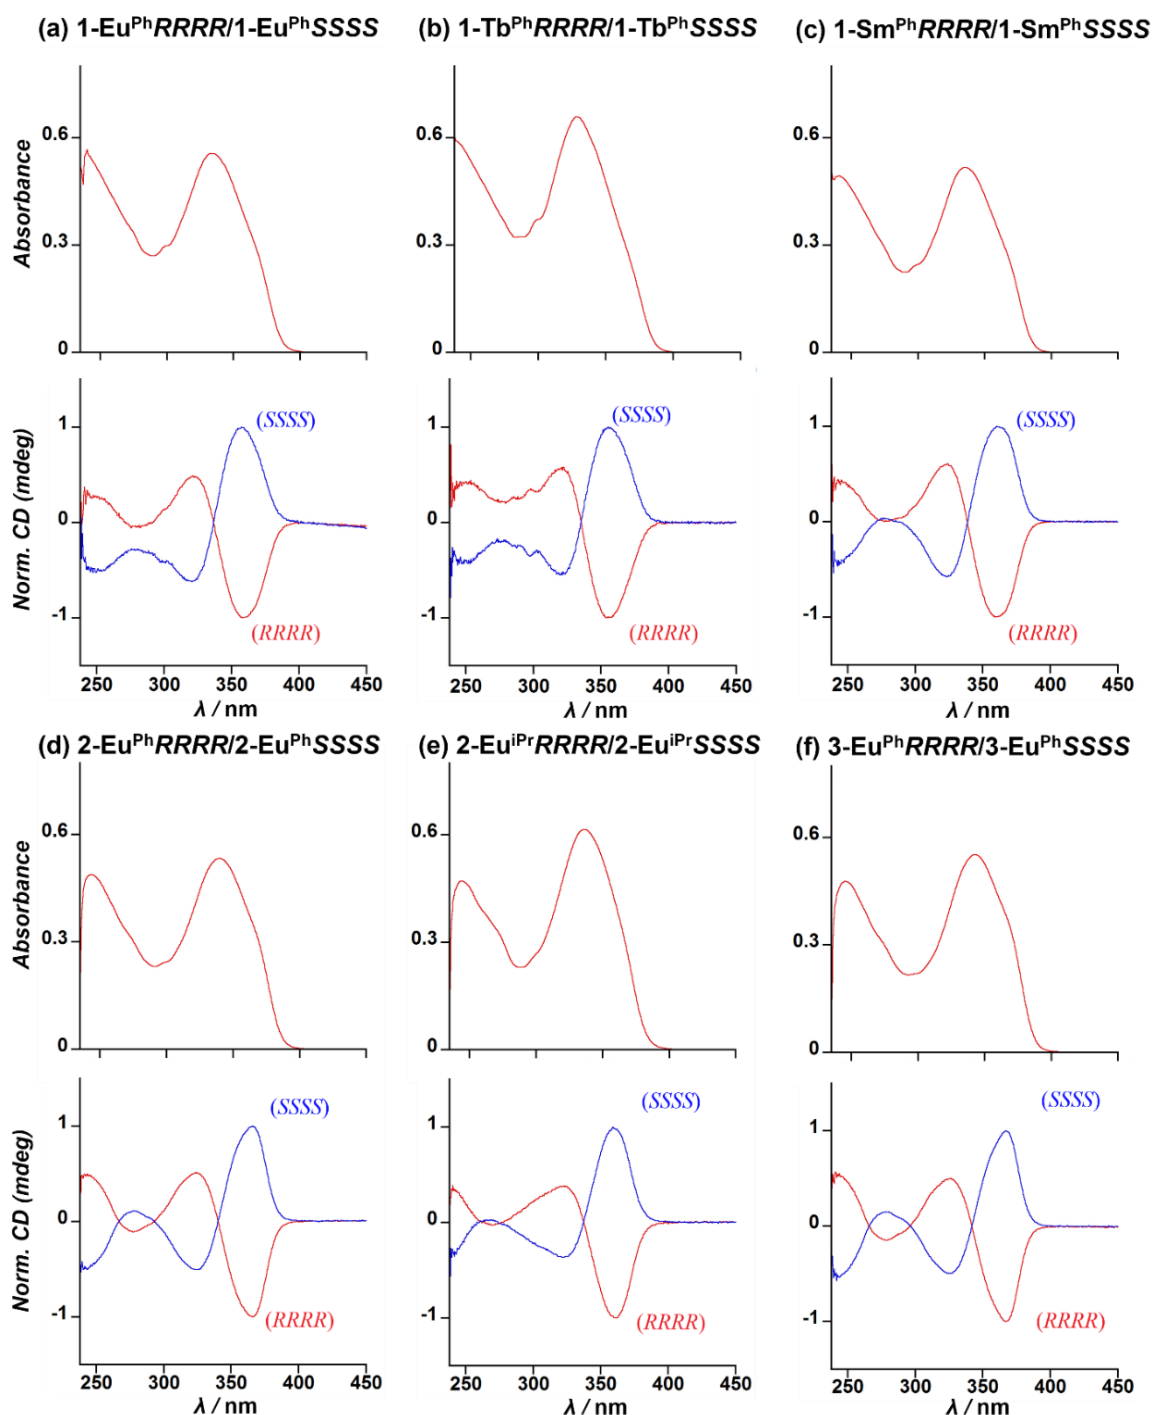 (a) 1-Eu^Ph RRRR/1-Eu^Ph SSSS
(b) 1-Tb^Ph RRRR/1-Tb^Ph SSSS
(c) 1-Sm^Ph RRRR/1-Sm^Ph SSSS
Absorbance
0.6
0.3
0
0.6
0.3
0
0.6
0.3
0
Norm. CD (mdeg)
1
0
-1
(SSSS)
(RRRR)
1
0
-1
(SSSS)
(RRRR)
1
0
-1
(SSSS)
(RRRR)
250 300 350 400 450
λ / nm
250 300 350 400 450
λ / nm
250 300 350 400 450
λ / nm
(d) 2-Eu^Ph RRRR/2-Eu^Ph SSSS
(e) 2-Eu^iPr RRRR/2-Eu^iPr SSSS
(f) 3-Eu^Ph RRRR/3-Eu^Ph SSSS
Absorbance
0.6
0.3
0
0.6
0.3
0
0.6
0.3
0
Norm. CD (mdeg)
1
0
-1
(SSSS)
(RRRR)
1
0
-1
(SSSS)
(RRRR)
1
0
-1
(SSSS)
(RRRR)
250 300 350 400 450
λ / nm
250 300 350 400 450
λ / nm
250 300 350 400 450
λ / nm